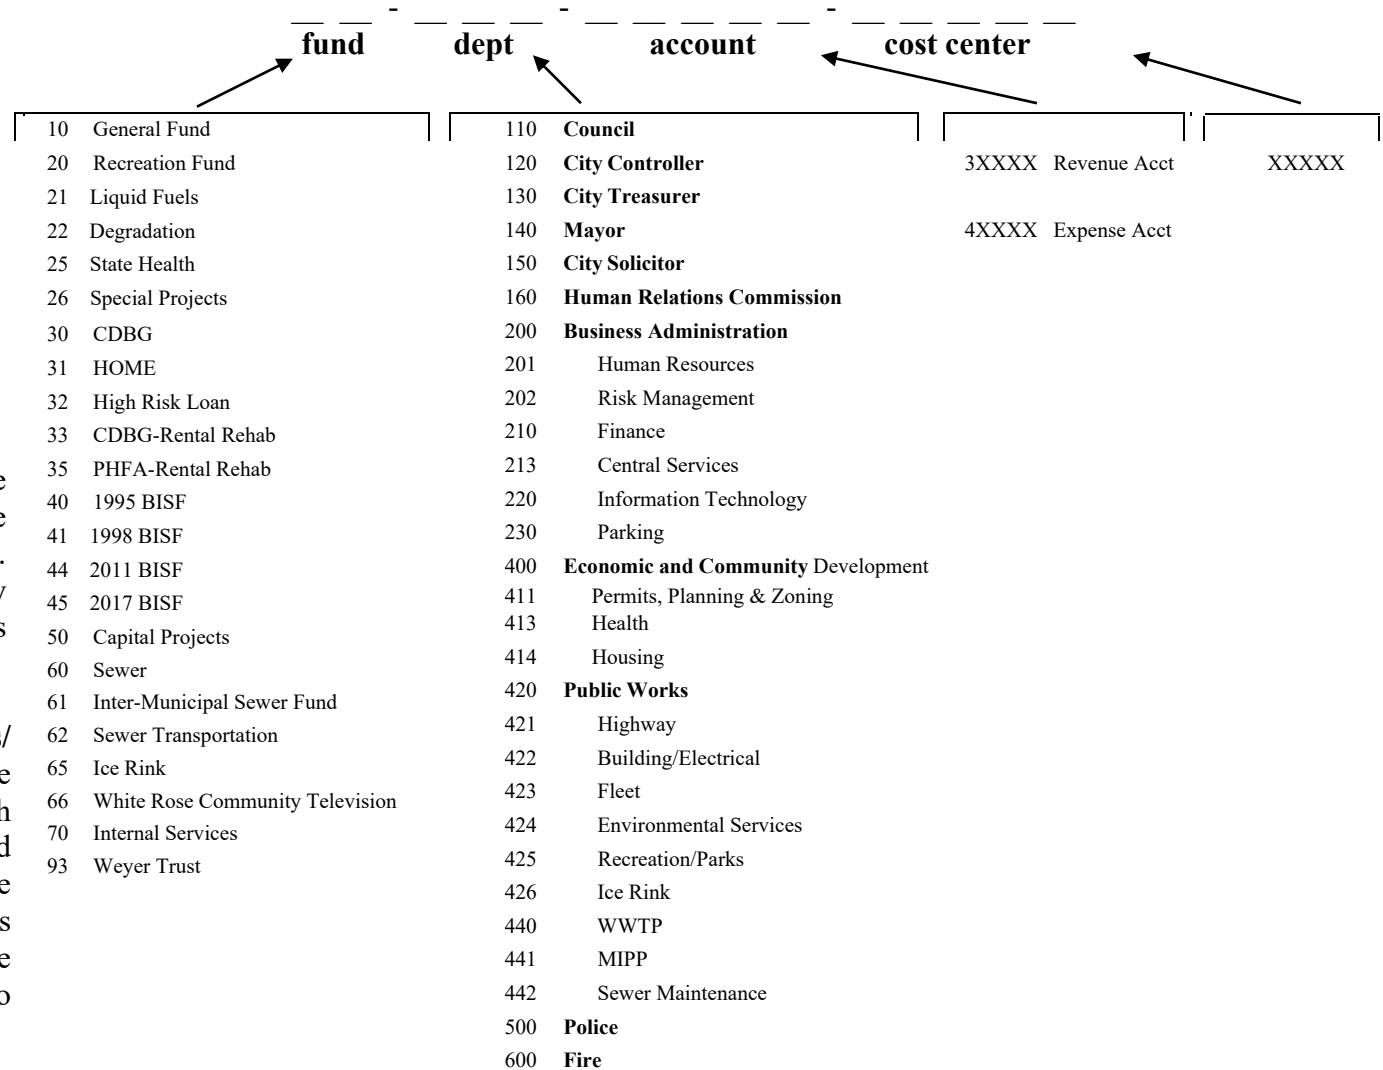 __ __ - __ __ __ - __ __ __ __ __ - __ __ __ __ __
fund dept account cost center
10 General Fund
20 Recreation Fund
21 Liquid Fuels
22 Degradation
25 State Health
26 Special Projects
30 CDBG
31 HOME
32 High Risk Loan
33 CDBG-Rental Rehab
35 PHFA-Rental Rehab
40 1995 BISF
41 1998 BISF
44 2011 BISF
45 2017 BISF
50 Capital Projects
60 Sewer
61 Inter-Municipal Sewer Fund
62 Sewer Transportation
65 Ice Rink
66 White Rose Community Television
70 Internal Services
93 Weyer Trust
110 Council
120 City Controller
130 City Treasurer
140 Mayor
150 City Solicitor
160 Human Relations Commission
200 Business Administration
201 Human Resources
202 Risk Management
210 Finance
213 Central Services
220 Information Technology
230 Parking
400 Economic and Community Development
411 Permits, Planning & Zoning
413 Health
414 Housing
420 Public Works
421 Highway
422 Building/Electrical
423 Fleet
424 Environmental Services
425 Recreation/Parks
426 Ice Rink
440 WWTP
441 MIPP
442 Sewer Maintenance
500 Police
600 Fire
3XXXX Revenue Acct
4XXXX Expense Acct
XXXXX